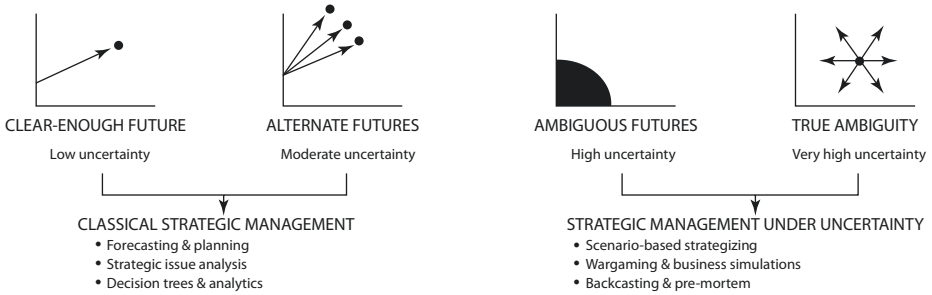 CLEAR-ENOUGH FUTURE
Low uncertainty
ALTERNATE FUTURES
Moderate uncertainty
CLASSICAL STRATEGIC MANAGEMENT
• Forecasting & planning
• Strategic issue analysis
• Decision trees & analytics
AMBIGUOUS FUTURES
High uncertainty
TRUE AMBIGUITY
Very high uncertainty
STRATEGIC MANAGEMENT UNDER UNCERTAINTY
• Scenario-based strategizing
• Wargaming & business simulations
• Backcasting & pre-mortem